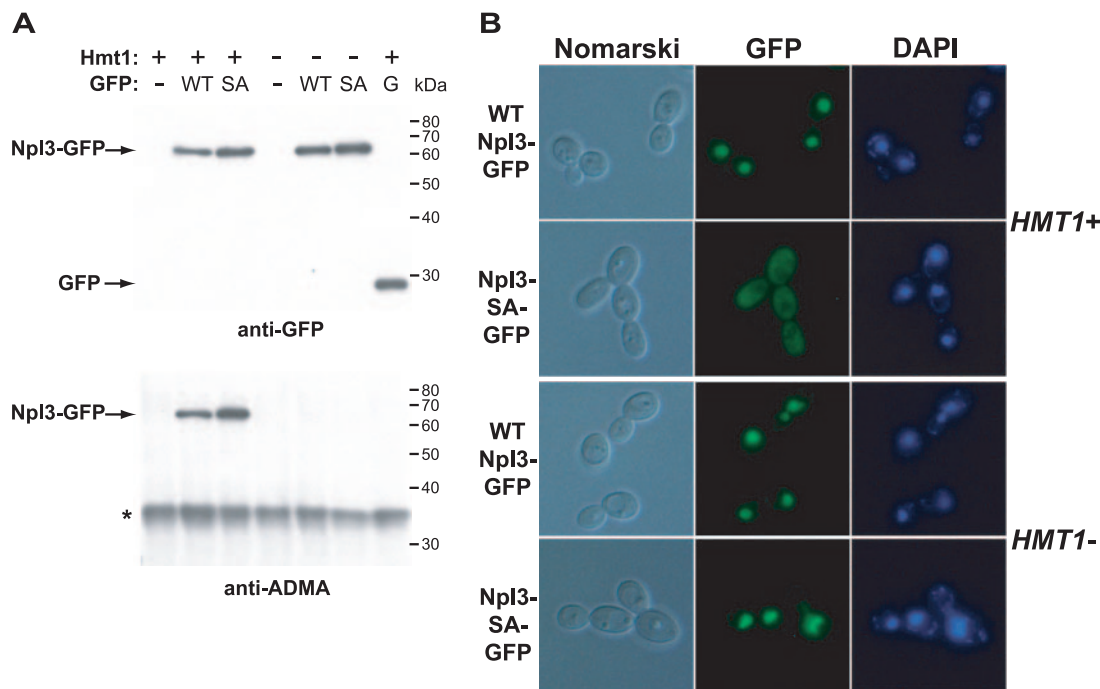 A
Hmt1: + + + - - - +
GFP: - WT SA - WT SA G kDa
Npl3-GFP
80
70
60
50
40
GFP
30
anti-GFP
Npl3-GFP
80
70
60
50
40
*
30
anti-ADMA
B
Nomarski GFP DAPI
WT
Npl3-
GFP
Npl3-
SA-
GFP
HMT1+
WT
Npl3-
GFP
Npl3-
SA-
GFP
HMT1-